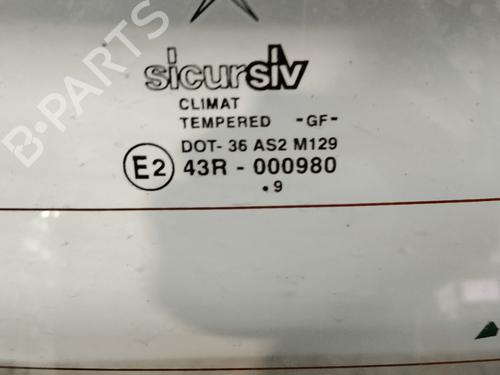 B-PARTS
sicursiv
CLIMAT
TEMPERED -GF-
DOT- 36 AS2 M129
E2 43R - 000980
.9